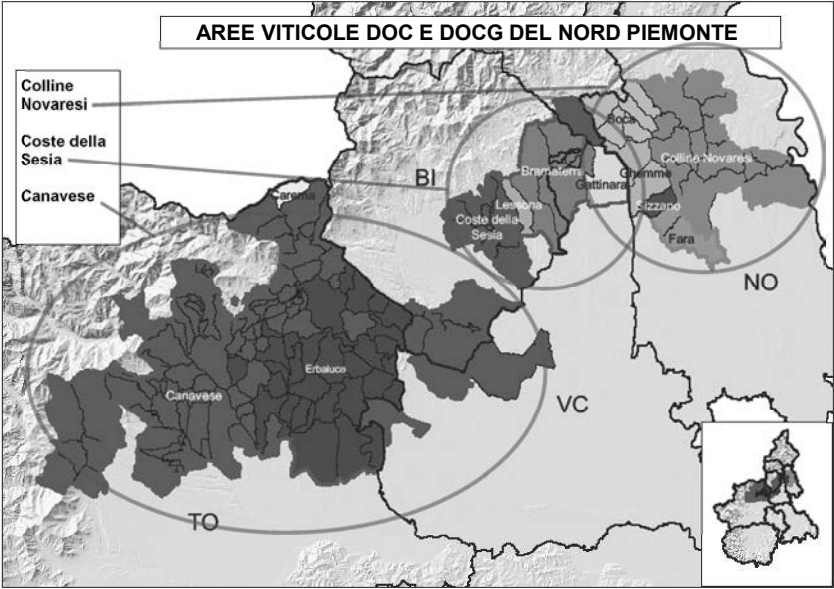 AREE VITICOLE DOC E DOCG DEL NORD PIEMONTE
Colline
Novaresi
Coste della
Sesia
Canavese
Boca
BI
Bramaterra
Colline Novaresi
Ghemme
Gattinara
Carema
Lessona
Sizzano
Coste della
Sesia
Fara
NO
Erbaluce
Canavese
VC
TO